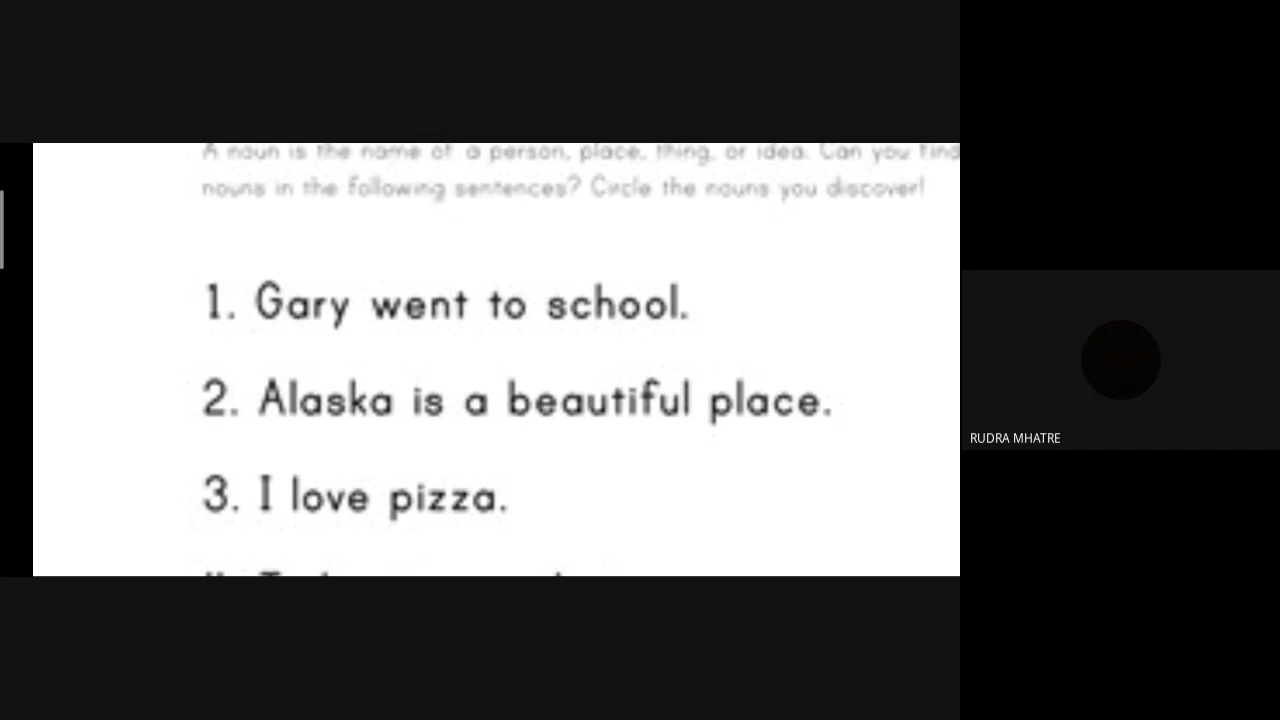 A noun is the name of a person, place, thing, or idea. Can you find
nouns in the following sentences? Circle the nouns you discover!
1. Gary went to school.
2. Alaska is a beautiful place.
3. I love pizza.
RUDRA MHATRE